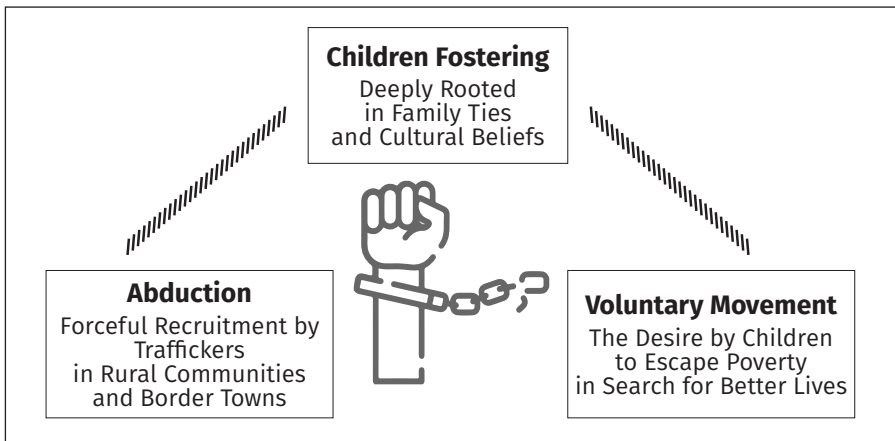 Children Fostering
Deeply Rooted
in Family Ties
and Cultural Beliefs
Abduction
Forceful Recruitment by
Traffickers
in Rural Communities
and Border Towns
Voluntary Movement
The Desire by Children
to Escape Poverty
in Search for Better Lives